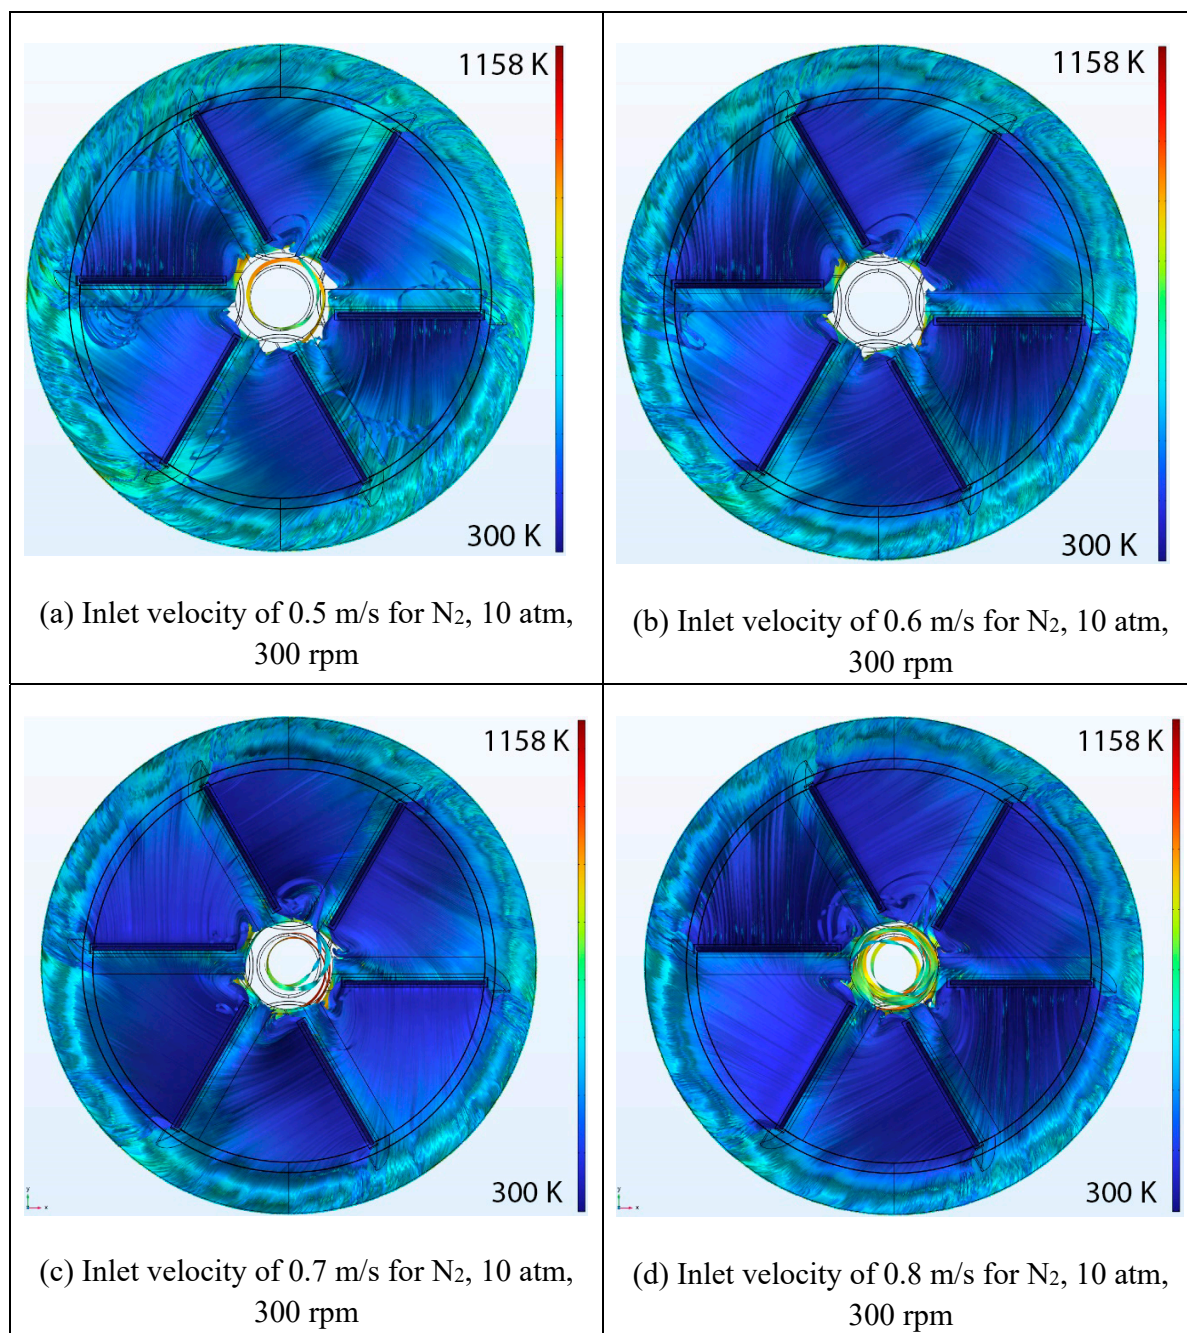 1158 K
300 K
(a) Inlet velocity of 0.5 m/s for N₂, 10 atm,
300 rpm
1158 K
300 K
(b) Inlet velocity of 0.6 m/s for N₂, 10 atm,
300 rpm
1158 K
300 K
y
x
(c) Inlet velocity of 0.7 m/s for N₂, 10 atm,
300 rpm
1158 K
300 K
y
x
(d) Inlet velocity of 0.8 m/s for N₂, 10 atm,
300 rpm